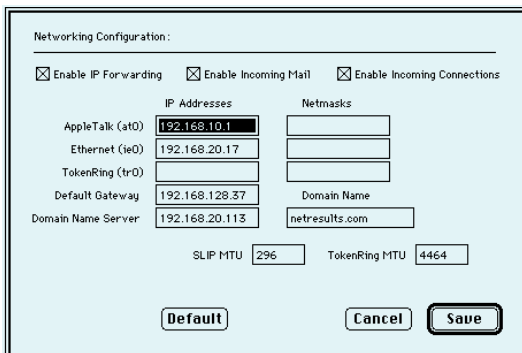 Networking Configuration:
Enable IP Forwarding Enable Incoming Mail Enable Incoming Connections
IP Addresses Netmasks
AppleTalk (at0) 192.168.10.1
Ethernet (ie0) 192.168.20.17
TokenRing (tr0)
Default Gateway 192.168.128.37 Domain Name
Domain Name Server 192.168.20.113 netresults.com
SLIP MTU 296 TokenRing MTU 4464
Default Cancel Save